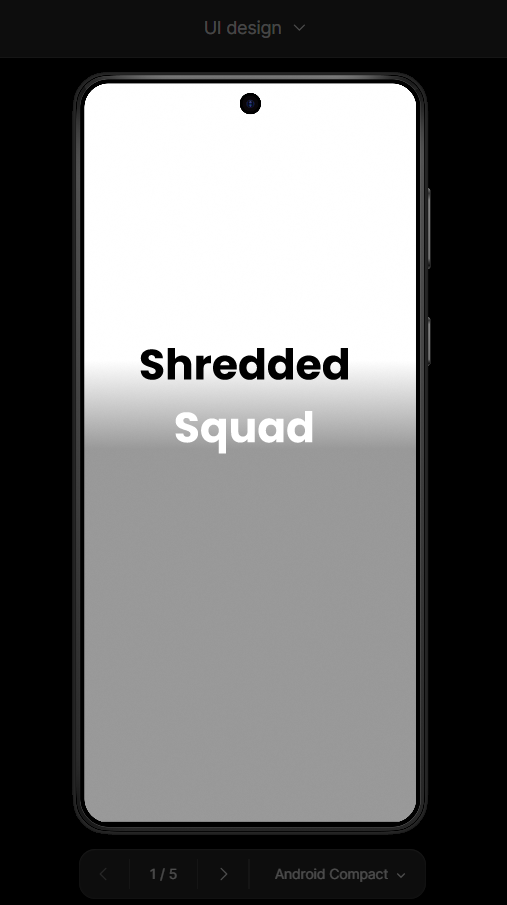 UI design
Shredded
Squad
1 / 5
Android Compact